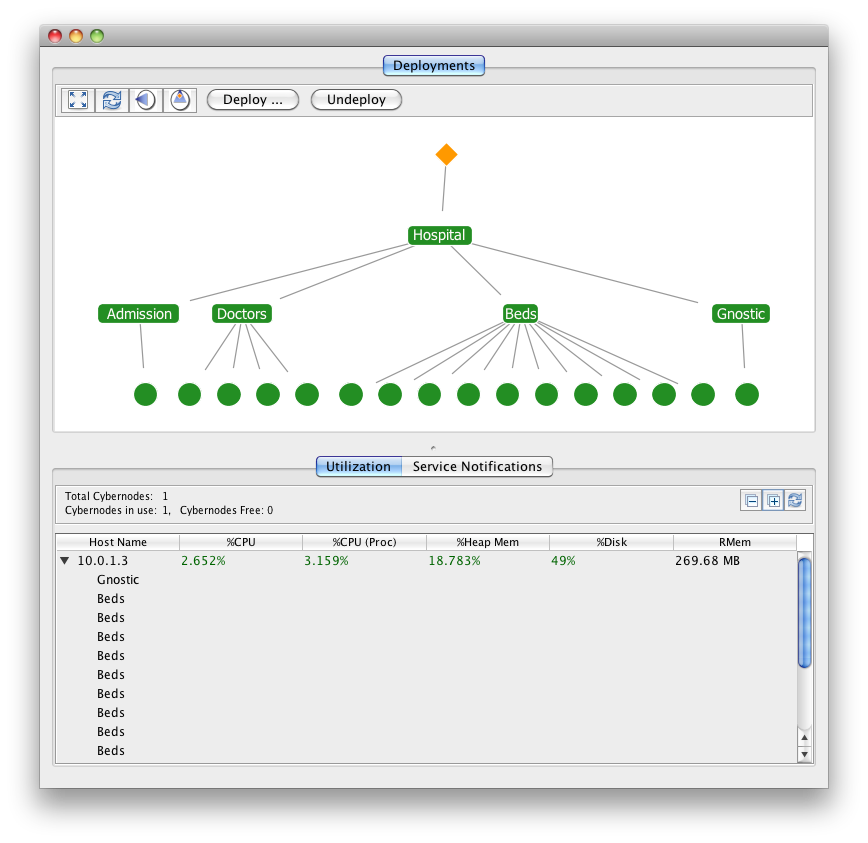 Deployments
Deploy ... Undeploy
Hospital
Admission Doctors Beds Gnostic
Utilization Service Notifications
Total Cybernodes: 1
Cybernodes in use: 1, Cybernodes Free: 0
Host Name %CPU %CPU (Proc) %Heap Mem %Disk RMem
10.0.1.3 2.652% 3.159% 18.783% 49% 269.68 MB
Gnostic
Beds
Beds
Beds
Beds
Beds
Beds
Beds
Beds
Beds